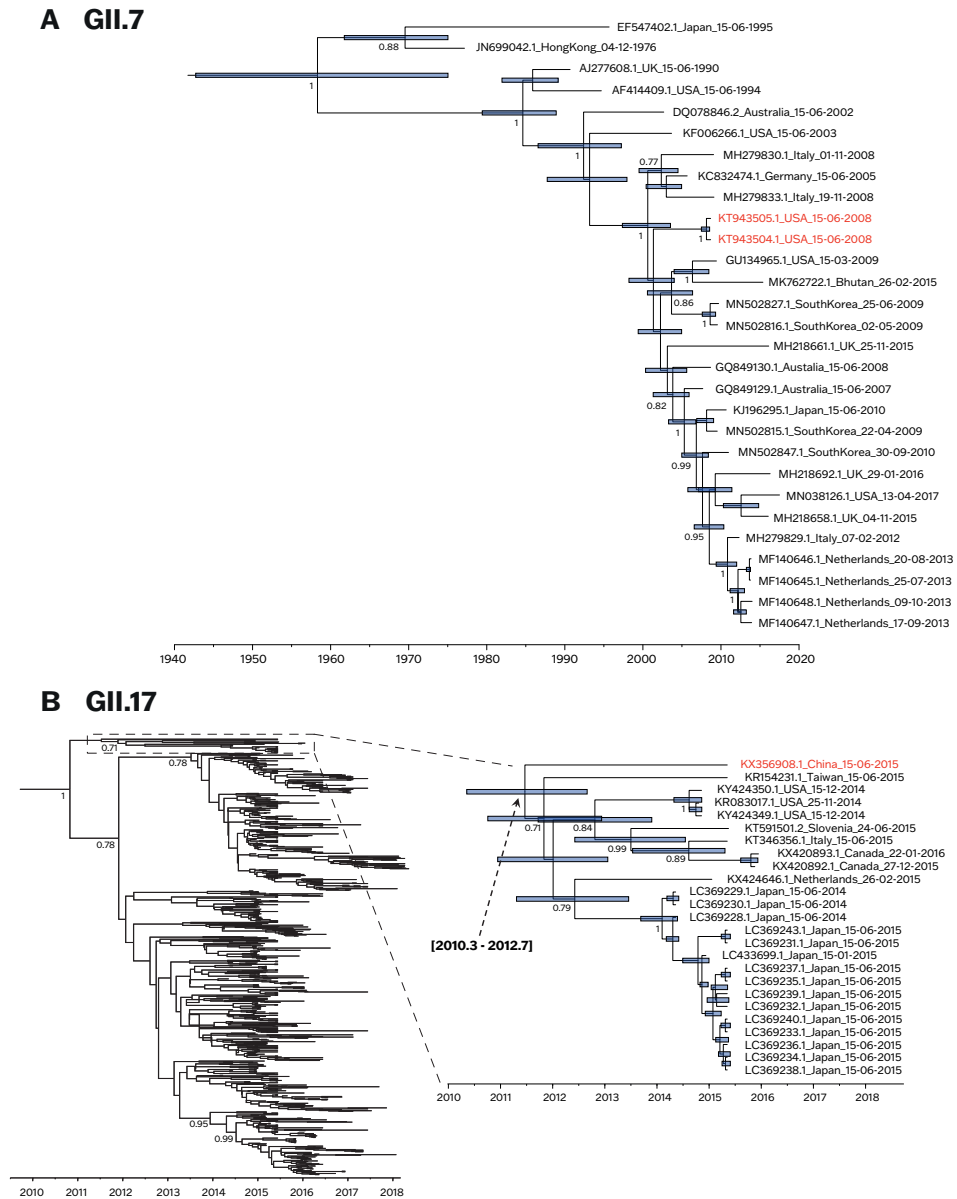 A GII.7
EF547402.1_Japan_15-06-1995
0.88
JN699042.1_HongKong_04-12-1976
AJ277608.1_UK_15-06-1990
1
AF414409.1_USA_15-06-1994
DQ078846.2_Australia_15-06-2002
1
KF006266.1_USA_15-06-2003
1
MH279830.1_Italy_01-11-2008
0.77
KC832474.1_Germany_15-06-2005
MH279833.1_Italy_19-11-2008
KT943505.1_USA_15-06-2008
1
1
KT943504.1_USA_15-06-2008
GU134965.1_USA_15-03-2009
1
MK762722.1_Bhutan_26-02-2015
0.86
MN502827.1_SouthKorea_25-06-2009
1
MN502816.1_SouthKorea_02-05-2009
MH218661.1_UK_25-11-2015
GQ849130.1_Austalia_15-06-2008
GQ849129.1_Australia_15-06-2007
0.82
KJ196295.1_Japan_15-06-2010
1
MN502815.1_SouthKorea_22-04-2009
MN502847.1_SouthKorea_30-09-2010
0.99
MH218692.1_UK_29-01-2016
MN038126.1_USA_13-04-2017
MH218658.1_UK_04-11-2015
0.95
MH279829.1_Italy_07-02-2012
MF140646.1_Netherlands_20-08-2013
1
MF140645.1_Netherlands_25-07-2013
1
MF140648.1_Netherlands_09-10-2013
MF140647.1_Netherlands_17-09-2013
1940 1950 1960 1970 1980 1990 2000 2010 2020
B GII.17
0.71
0.78
1
0.78
0.95
0.99
2010 2011 2012 2013 2014 2015 2016 2017 2018
KX356908.1_China_15-06-2015
KR154231.1_Taiwan_15-06-2015
KY424350.1_USA_15-12-2014
KR083017.1_USA_25-11-2014
1
KY424349.1_USA_15-12-2014
0.71
0.84
KT591501.2_Slovenia_24-06-2015
KT346356.1_Italy_15-06-2015
0.99
KX420893.1_Canada_22-01-2016
0.89
KX420892.1_Canada_27-12-2015
KX424646.1_Netherlands_26-02-2015
LC369229.1_Japan_15-06-2014
LC369230.1_Japan_15-06-2014
0.79
LC369228.1_Japan_15-06-2014
1
LC369243.1_Japan_15-06-2015
[2010.3 - 2012.7]
LC369231.1_Japan_15-06-2015
LC433699.1_Japan_15-01-2015
LC369237.1_Japan_15-06-2015
LC369235.1_Japan_15-06-2015
LC369239.1_Japan_15-06-2015
LC369232.1_Japan_15-06-2015
LC369240.1_Japan_15-06-2015
LC369233.1_Japan_15-06-2015
LC369236.1_Japan_15-06-2015
LC369234.1_Japan_15-06-2015
LC369238.1_Japan_15-06-2015
2010 2011 2012 2013 2014 2015 2016 2017 2018